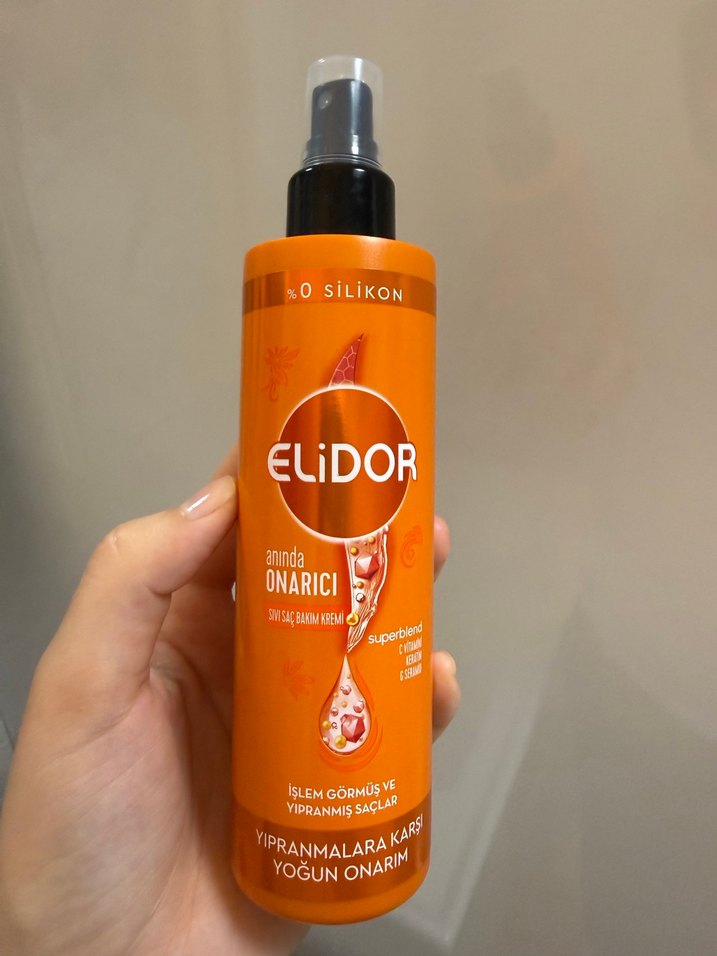 %0 SİLİKON
ELiDOR
anında
ONARICI
SIVI SAÇ BAKIM KREMİ
superblend
C VİTAMİNİ
KERATİN
& SERAMİD
İŞLEM GÖRMÜŞ VE
YIPRANMIŞ SAÇLAR
YIPRANMALARA KARŞI
YOĞUN ONARIM